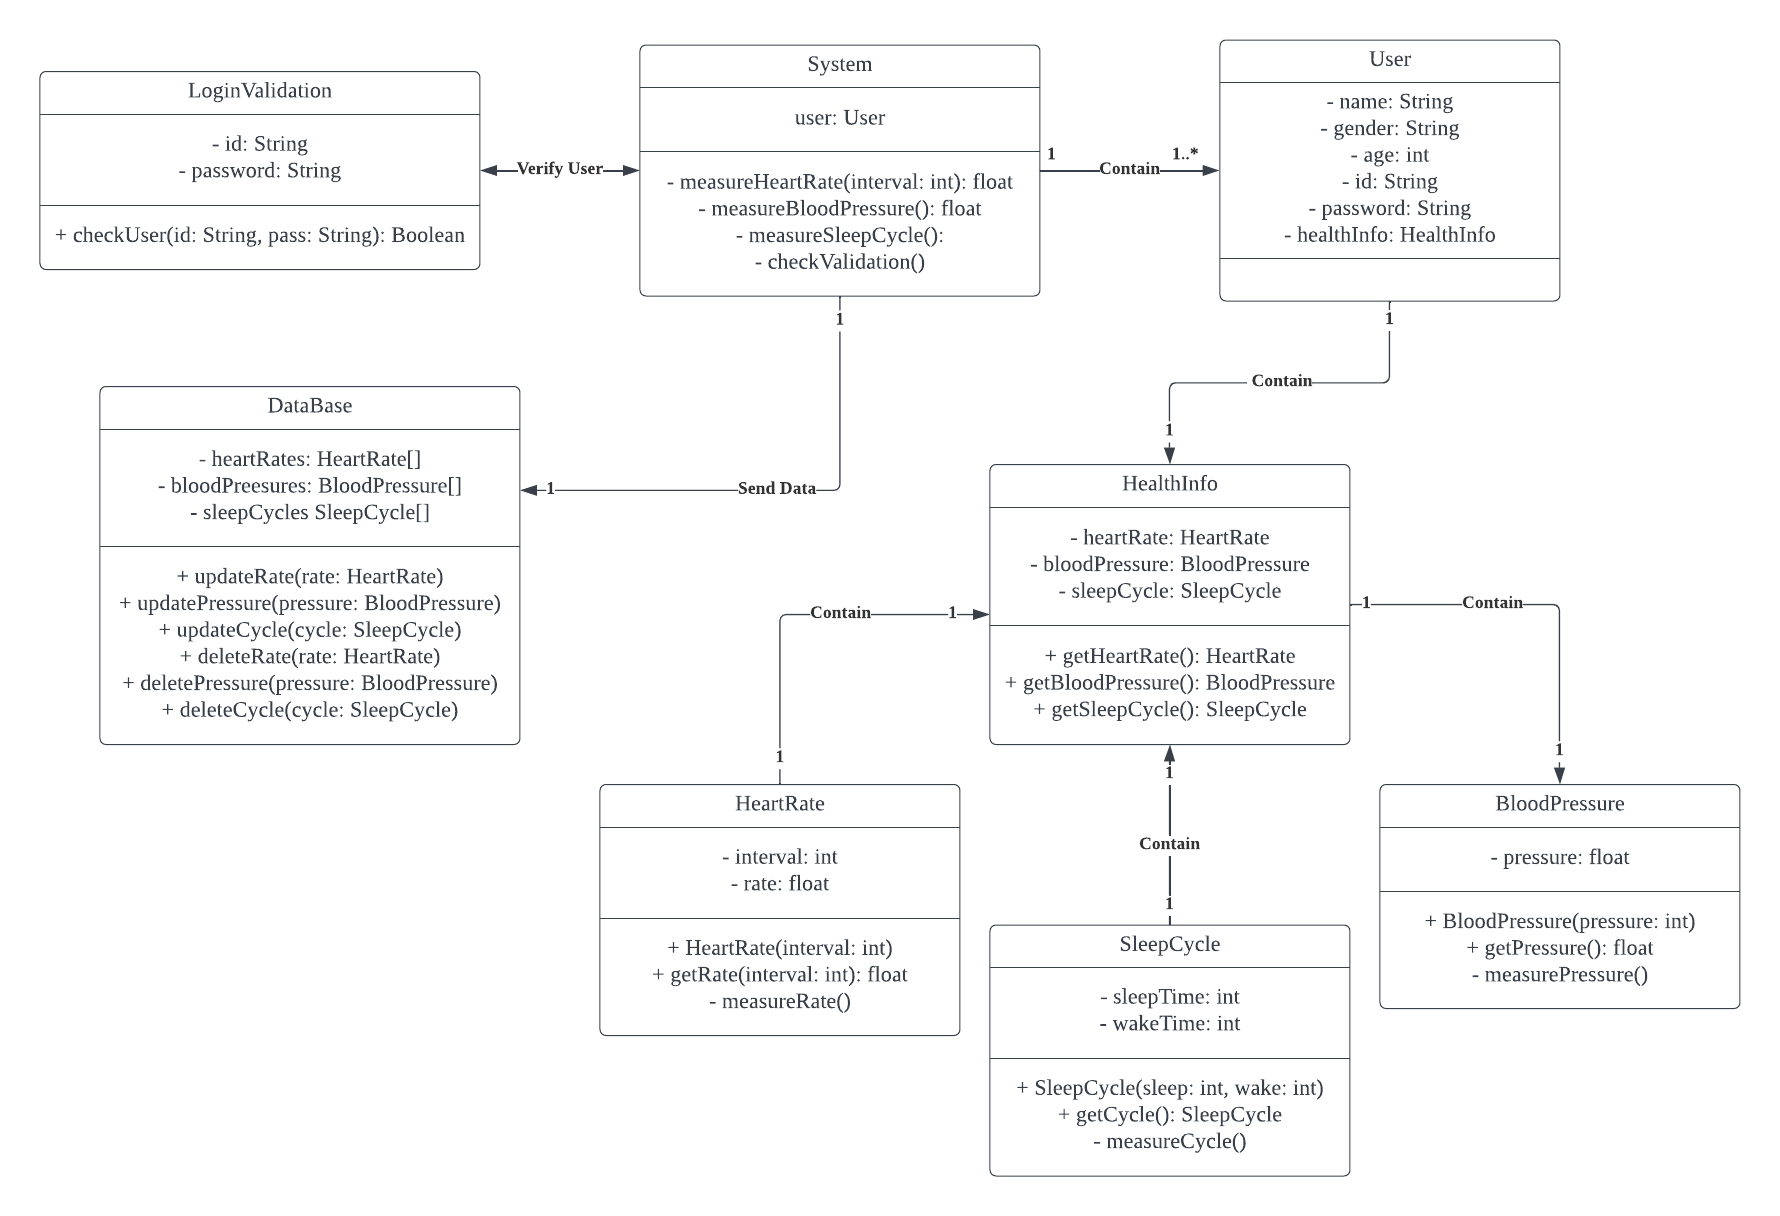 LoginValidation
- id: String
- password: String
+ checkUser(id: String, pass: String): Boolean
Verify User
System
user: User
- measureHeartRate(interval: int): float
- measureBloodPressure(): float
- measureSleepCycle():
- checkValidation()
1
Contain
1..*
User
- name: String
- gender: String
- age: int
- id: String
- password: String
- healthInfo: HealthInfo
1
Send Data
1
1
Contain
1
DataBase
- heartRates: HeartRate[]
- bloodPreesures: BloodPressure[]
- sleepCycles SleepCycle[]
+ updateRate(rate: HeartRate)
+ updatePressure(pressure: BloodPressure)
+ updateCycle(cycle: SleepCycle)
+ deleteRate(rate: HeartRate)
+ deletePressure(pressure: BloodPressure)
+ deleteCycle(cycle: SleepCycle)
HealthInfo
- heartRate: HeartRate
- bloodPressure: BloodPressure
- sleepCycle: SleepCycle
+ getHeartRate(): HeartRate
+ getBloodPressure(): BloodPressure
+ getSleepCycle(): SleepCycle
Contain
1
1
1
Contain
1
1
Contain
1
HeartRate
- interval: int
- rate: float
+ HeartRate(interval: int)
+ getRate(interval: int): float
- measureRate()
SleepCycle
- sleepTime: int
- wakeTime: int
+ SleepCycle(sleep: int, wake: int)
+ getCycle(): SleepCycle
- measureCycle()
BloodPressure
- pressure: float
+ BloodPressure(pressure: int)
+ getPressure(): float
- measurePressure()